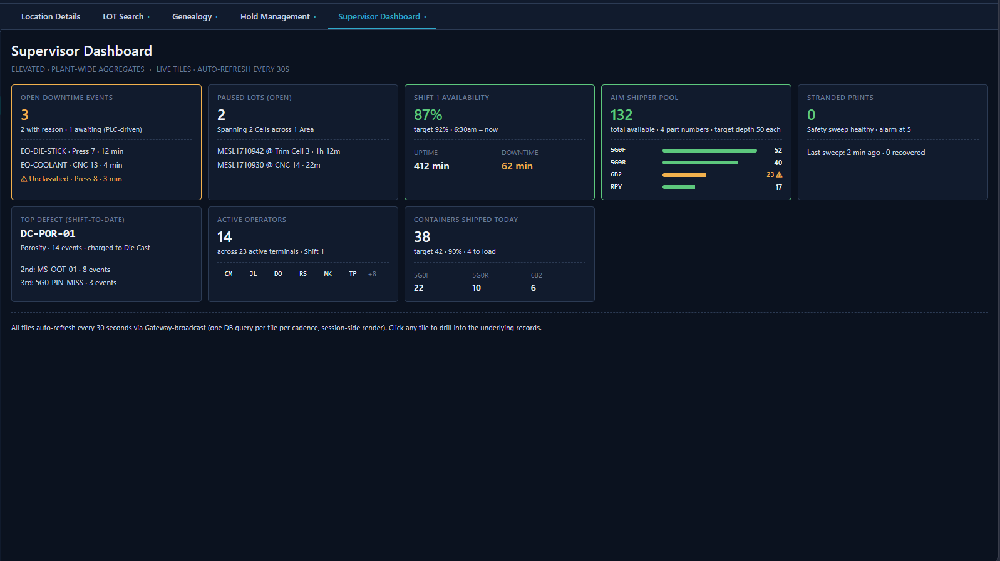 Location Details
LOT Search ·
Genealogy ·
Hold Management ·
Supervisor Dashboard ·
Supervisor Dashboard
ELEVATED · PLANT-WIDE AGGREGATES · LIVE TILES · AUTO-REFRESH EVERY 30S
OPEN DOWNTIME EVENTS
3
2 with reason · 1 awaiting (PLC-driven)
EQ-DIE-STICK · Press 7 · 12 min
EQ-COOLANT · CNC 13 · 4 min
⚠ Unclassified · Press 8 · 3 min
PAUSED LOTS (OPEN)
2
Spanning 2 Cells across 1 Area
MESL1710942 @ Trim Cell 3 · 1h 12m
MESL1710930 @ CNC 14 · 22m
SHIFT 1 AVAILABILITY
87%
target 92% · 6:30am – now
UPTIME
412 min
DOWNTIME
62 min
AIM SHIPPER POOL
132
total available · 4 part numbers · target depth 50 each
5G0F 52
5G0R 40
6B2 23 ⚠
RPY 17
STRANDED PRINTS
0
Safety sweep healthy · alarm at 5
Last sweep: 2 min ago · 0 recovered
TOP DEFECT (SHIFT-TO-DATE)
DC-POR-01
Porosity · 14 events · charged to Die Cast
2nd: MS-OOT-01 · 8 events
3rd: 5G0-PIN-MISS · 3 events
ACTIVE OPERATORS
14
across 23 active terminals · Shift 1
CM JL DO RS MK TP +8
CONTAINERS SHIPPED TODAY
38
target 42 · 90% · 4 to load
5G0F 5G0R 6B2
22 10 6
All tiles auto-refresh every 30 seconds via Gateway-broadcast (one DB query per tile per cadence, session-side render). Click any tile to drill into the underlying records.